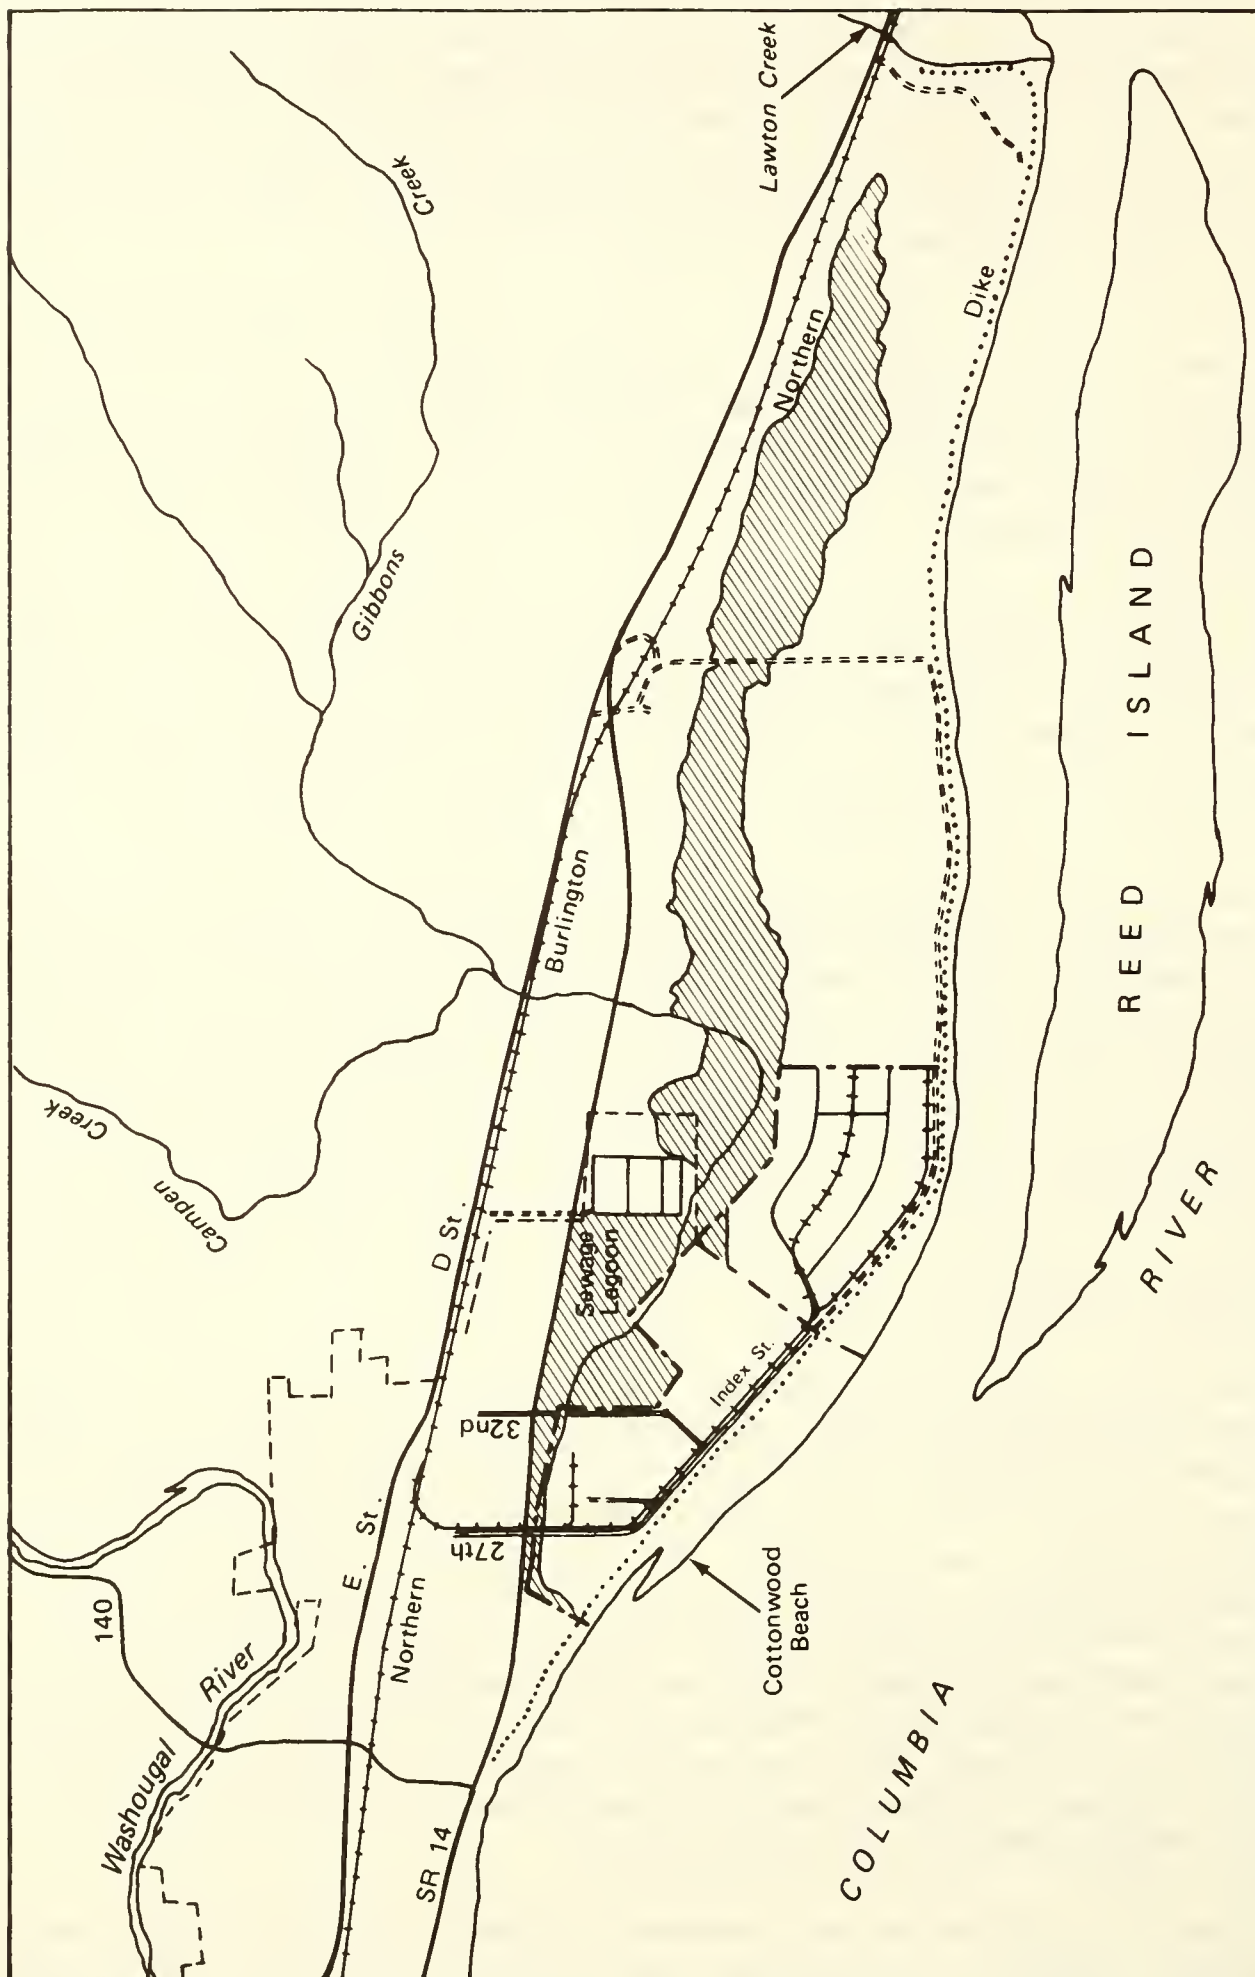 Lawton Creek
Creek
Gibbons
Northern
Dike
Burlington
Creek
Campen
D St.
Sewage
Lagoon
Index St.
32nd
27th
E. St.
Northern
140
River
Washougal
SR 14
Cottonwood
Beach
REED ISLAND
RIVER
COLUMBIA